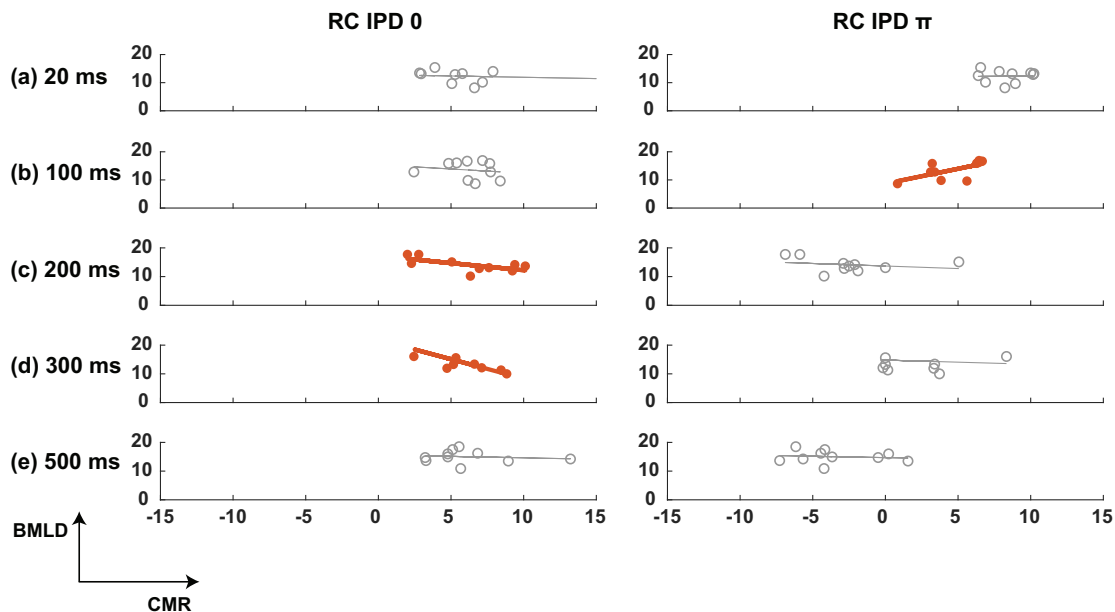 RC IPD 0 RC IPD π
(a) 20 ms 20 10 0 20 10 0
(b) 100 ms 20 10 0 20 10 0
(c) 200 ms 20 10 0 20 10 0
(d) 300 ms 20 10 0 20 10 0
(e) 500 ms 20 10 0 20 10 0
-15 -10 -5 0 5 10 15 -15 -10 -5 0 5 10 15
BMLD
CMR